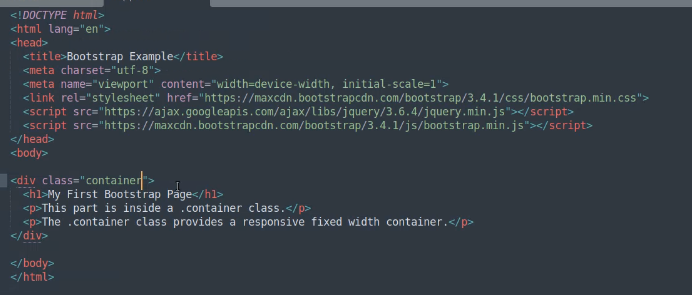 <!DOCTYPE html>
<html lang="en">
<head>
  <title>Bootstrap Example</title>
  <meta charset="utf-8">
  <meta name="viewport" content="width=device-width, initial-scale=1">
  <link rel="stylesheet" href="https://maxcdn.bootstrapcdn.com/bootstrap/3.4.1/css/bootstrap.min.css">
  <script src="https://ajax.googleapis.com/ajax/libs/jquery/3.6.4/jquery.min.js"></script>
  <script src="https://maxcdn.bootstrapcdn.com/bootstrap/3.4.1/js/bootstrap.min.js"></script>
</head>
<body>

<div class="container">
  <h1>My First Bootstrap Page</h1>
  <p>This part is inside a .container class.</p>
  <p>The .container class provides a responsive fixed width container.</p>
</div>

</body>
</html>